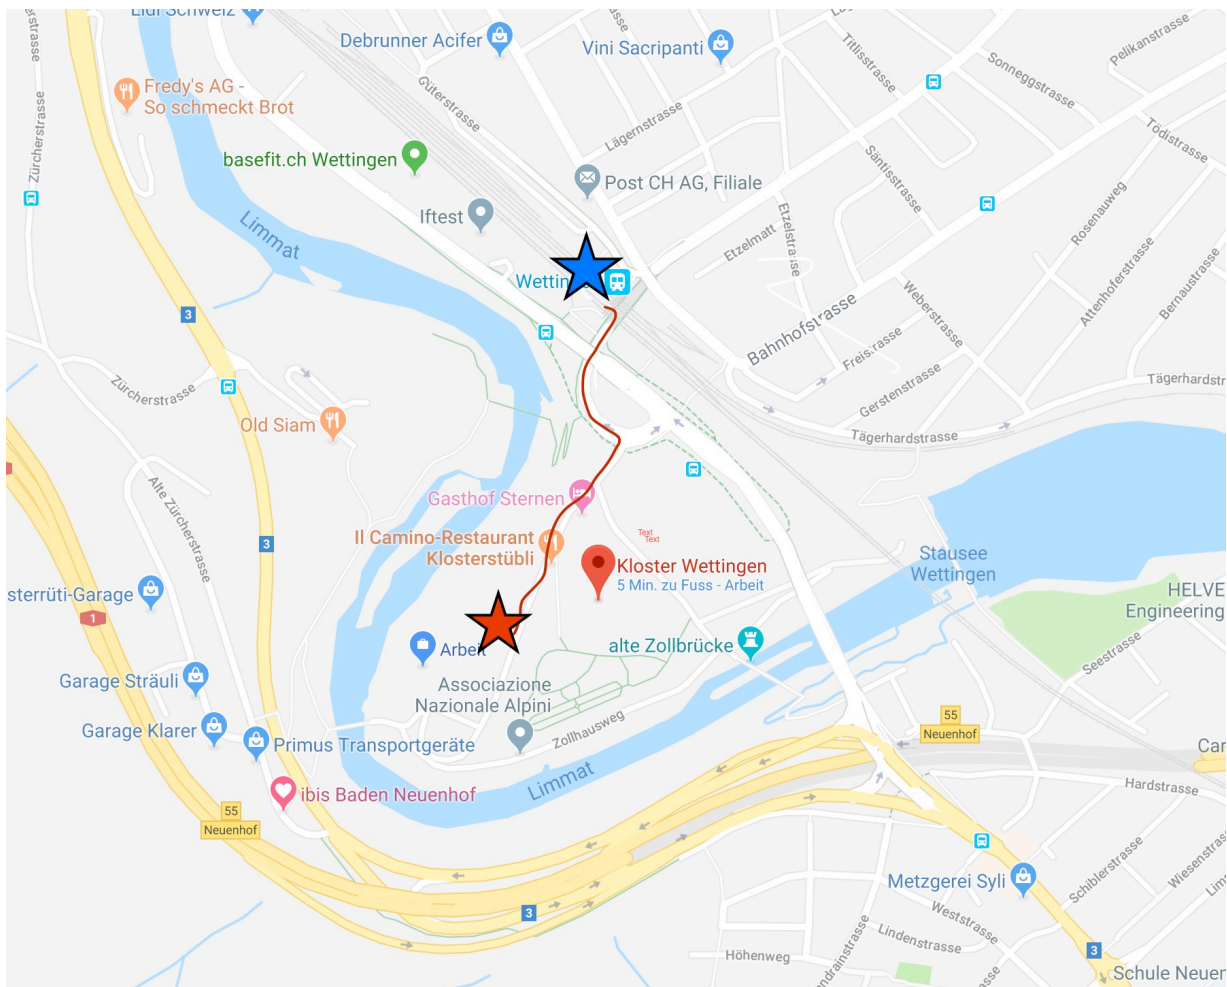 Lidl Schweiz
Debrunner Acifer
Vini Sacripanti
Titlisstrasse
Pelikanstrasse
Sonneggstrasse
Fredy's AG -
So schmeckt Brot
Güterstrasse
Lägernstrasse
Tödistrasse
Zürcherstrasse
basefit.ch Wettingen
Säntisstrasse
Post CH AG, Filiale
Iftest
Etzelstrasse
Etzelmatt
Rosenauweg
Limmat
Attenhoferstrasse
Bernaustrasse
Weberstrasse
3
Bahnhofstrasse
Freistrasse
Zürcherstrasse
Gerstenstrasse
Tägerhardstr
Old Siam
Tägerhardstrasse
Gasthof Sternen
Alte Zürcherstrasse
Text
Text
Il Camino-Restaurant
Klosterstübli
3
Kloster Wettingen
5 Min. zu Fuss - Arbeit
Stausee
Wettingen
sterrüti-Garage
HELVE
Engineering
1
Arbeit
alte Zollbrücke
Seestrasse
Garage Sträuli
Associazione
Nazionale Alpini
Garage Klarer
Zollhausweg
55
Neuenhof
Primus Transportgeräte
Car
Limmat
Hardstrasse
ibis Baden Neuenhof
55
Neuenhof
Metzgerei Syli
Schiblerstrasse
Wiesenstrasse
3
Weststrasse
Lindenstrasse
Höhenweg
3
Schule Neuer